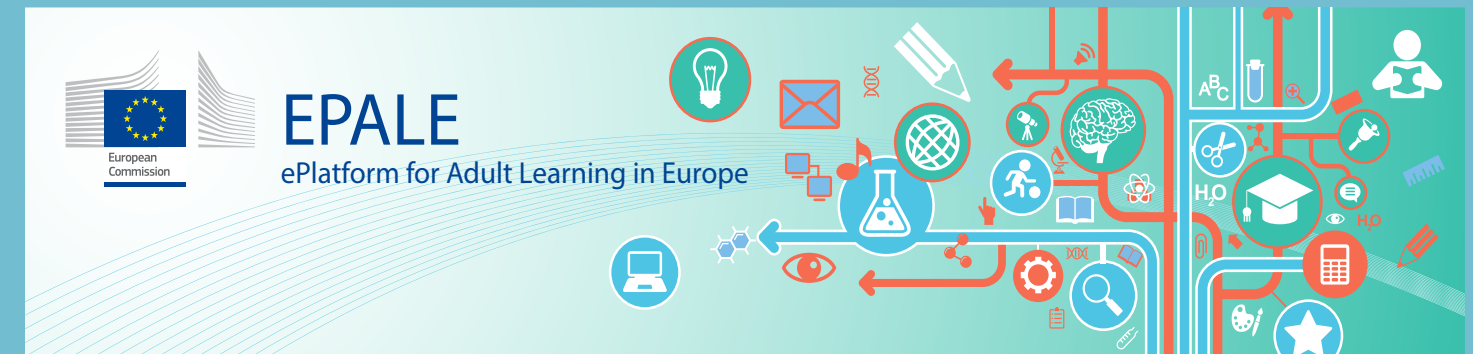 European
Commission
EPALE
ePlatform for Adult Learning in Europe
ABC
H2O
H2O